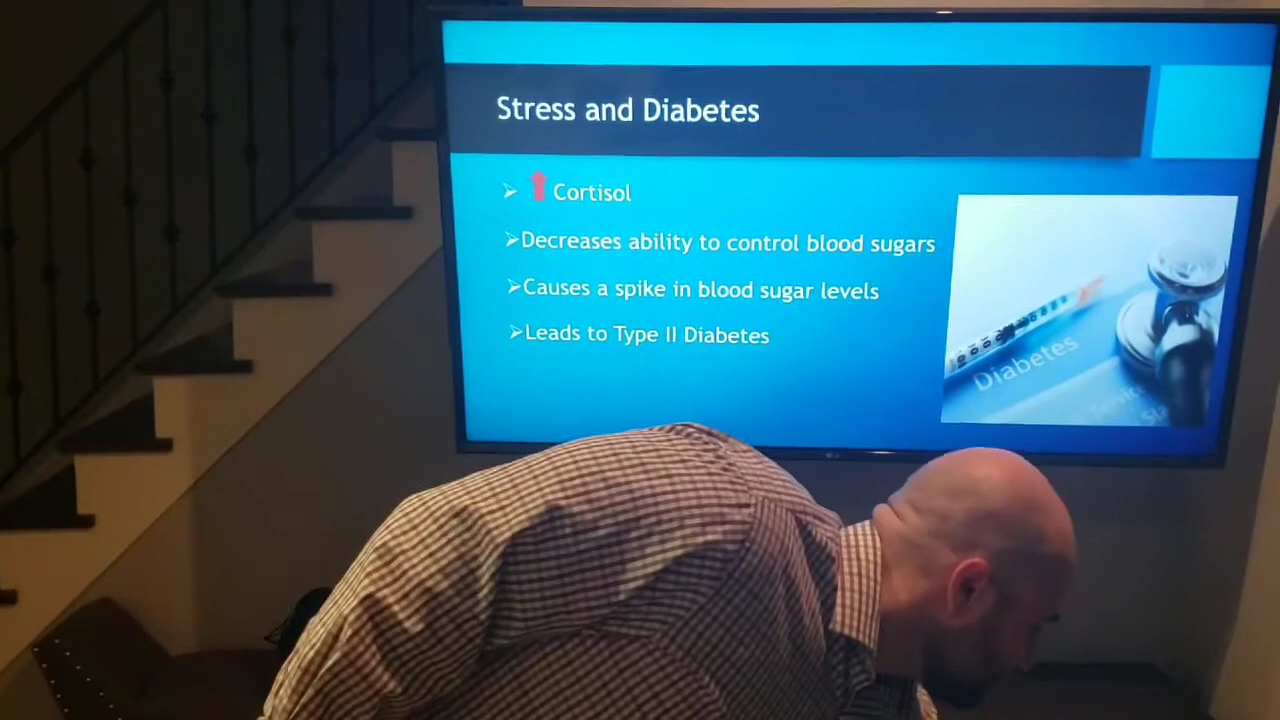 Stress and Diabetes
➢ Cortisol
➢Decreases ability to control blood sugars
➢Causes a spike in blood sugar levels
➢Leads to Type II Diabetes
Diabetes
LG